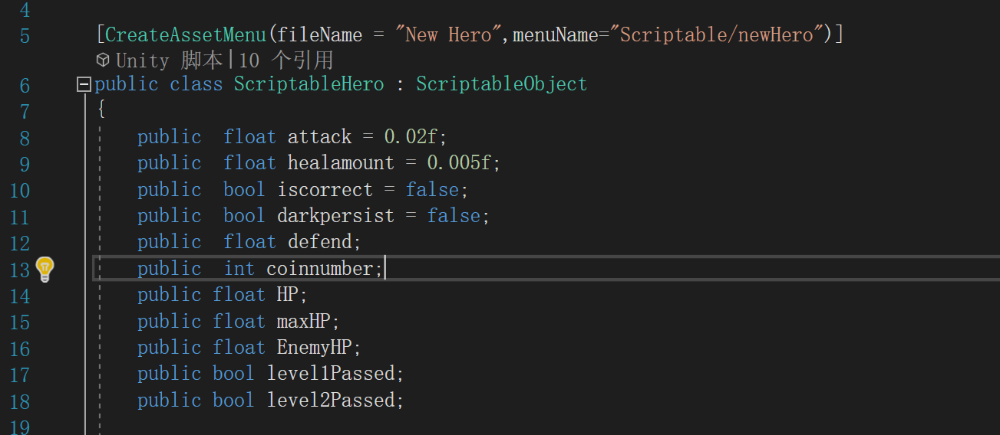 4
5 [CreateAssetMenu(fileName = "New Hero",menuName="Scriptable/newHero")]
Unity 脚本|10 个引用
6 public class ScriptableHero : ScriptableObject
7 {
8 public  float attack = 0.02f;
9 public  float healamount = 0.005f;
10 public  bool iscorrect = false;
11 public  bool darkpersist = false;
12 public  float defend;
13 public  int coinnumber;
14 public float HP;
15 public float maxHP;
16 public float EnemyHP;
17 public bool level1Passed;
18 public bool level2Passed;
19